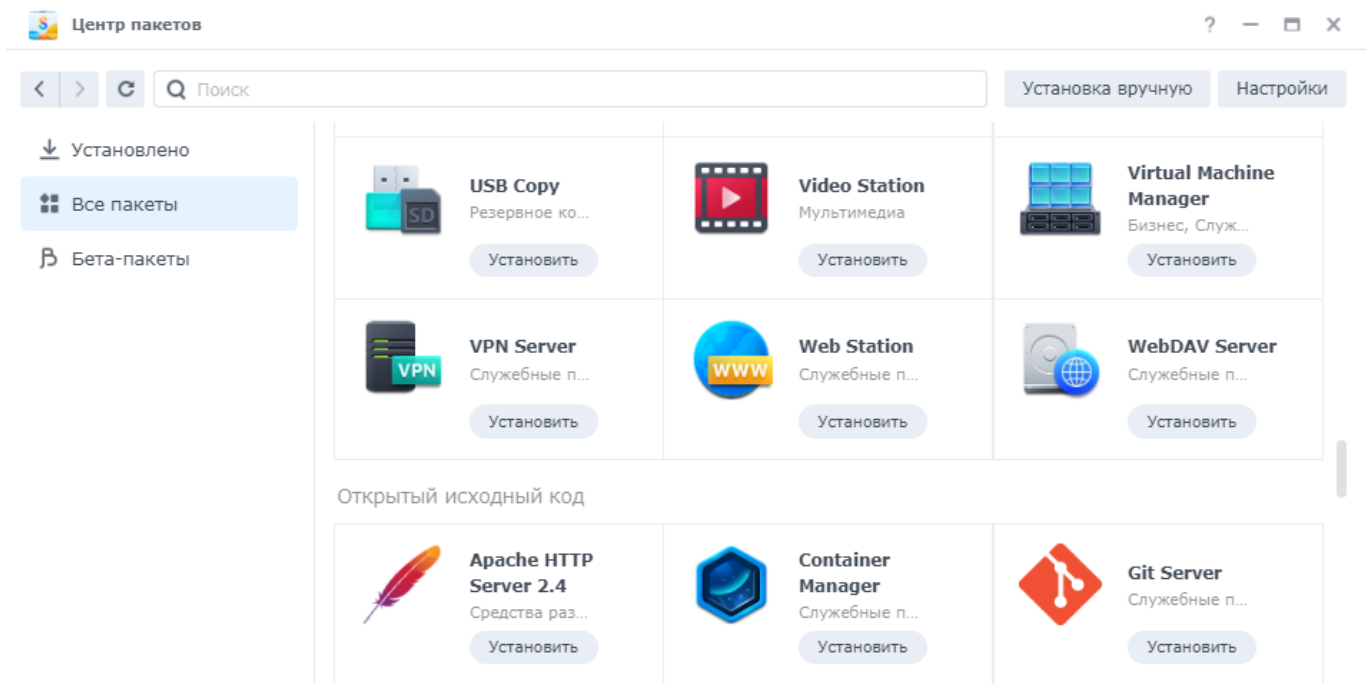 Центр пакетов
?
Поиск
Установка вручную
Настройки
Установлено
Все пакеты
Бета-пакеты
SD
USB Copy
Резервное ко...
Установить
Video Station
Мультимедиа
Установить
Virtual Machine
Manager
Бизнес, Служ...
Установить
VPN
VPN Server
Служебные п...
Установить
WWW
Web Station
Служебные п...
Установить
WebDAV Server
Служебные п...
Установить
Открытый исходный код
Apache HTTP
Server 2.4
Средства раз...
Установить
Container
Manager
Служебные п...
Установить
Git Server
Служебные п...
Установить